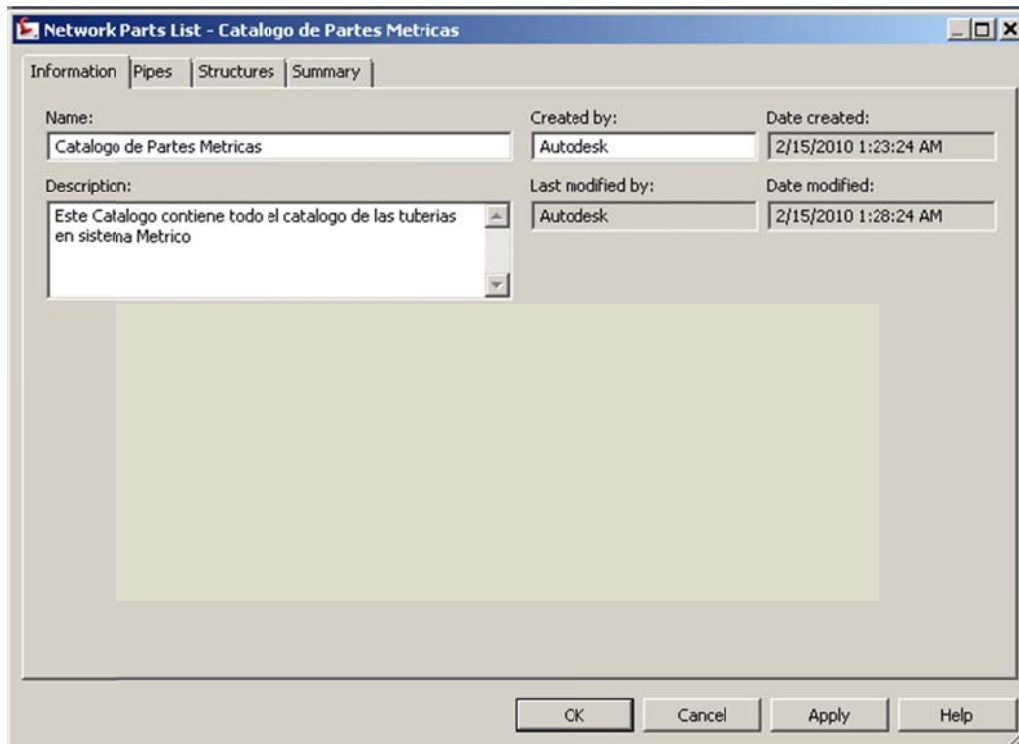 Network Parts List - Catalogo de Partes Metricas
Information Pipes Structures Summary
Name:
Catalogo de Partes Metricas
Created by:
Autodesk
Date created:
2/15/2010 1:23:24 AM
Description:
Este Catalogo contiene todo el catalogo de las tuberias
en sistema Metrico
Last modified by:
Autodesk
Date modified:
2/15/2010 1:28:24 AM
OK Cancel Apply Help